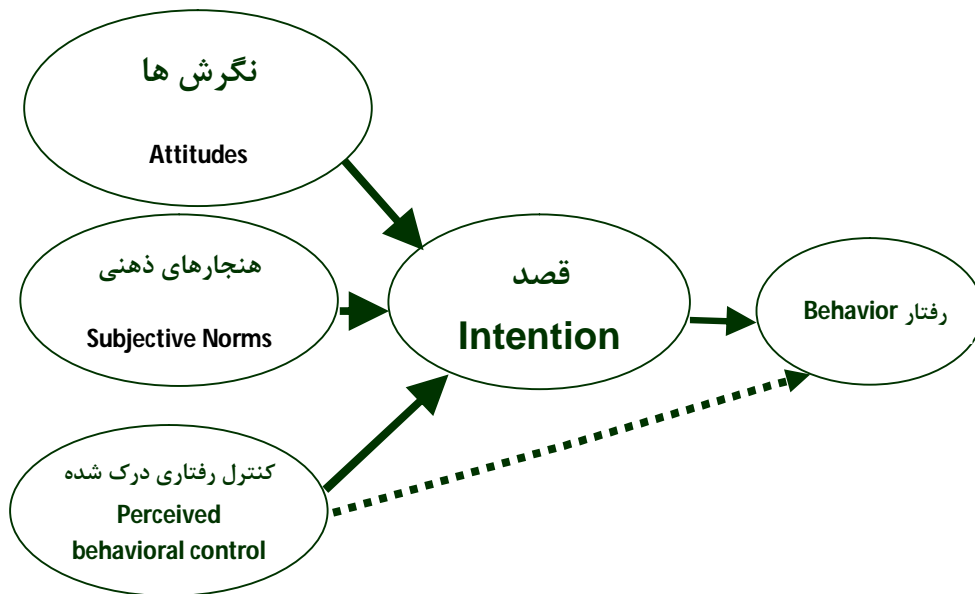 نگرش ها
Attitudes
هنجارهای ذهنی
Subjective Norms
کنترل رفتاری درک شده
Perceived
behavioral control
قصد
Intention
رفتار Behavior